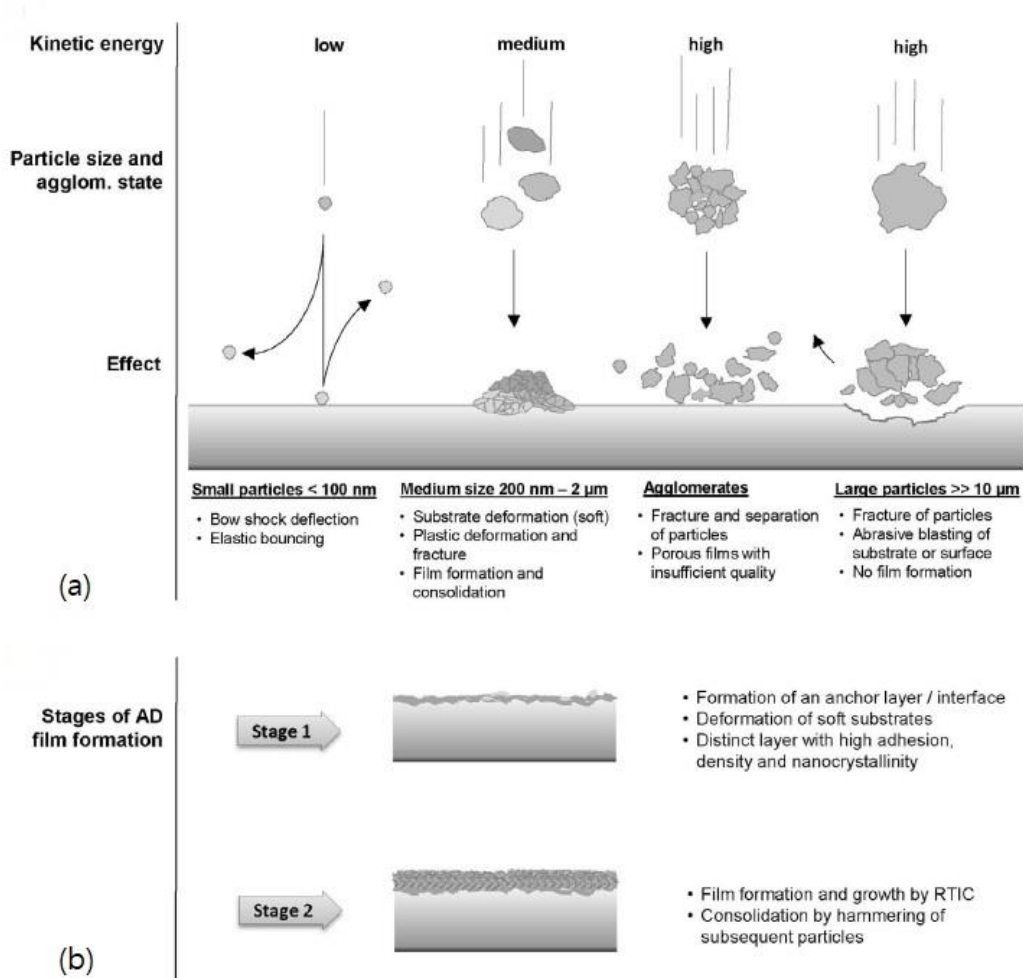 Kinetic energy
low
medium
high
high
Particle size and
agglom. state
Effect
Small particles < 100 nm
• Bow shock deflection
• Elastic bouncing
Medium size 200 nm – 2 µm
• Substrate deformation (soft)
• Plastic deformation and
fracture
• Film formation and
consolidation
Agglomerates
• Fracture and separation
of particles
• Porous films with
insufficient quality
Large particles >> 10 µm
• Fracture of particles
• Abrasive blasting of
substrate or surface
• No film formation
(a)
Stages of AD
film formation
Stage 1
• Formation of an anchor layer / interface
• Deformation of soft substrates
• Distinct layer with high adhesion,
density and nanocrystallinity
Stage 2
• Film formation and growth by RTIC
• Consolidation by hammering of
subsequent particles
(b)